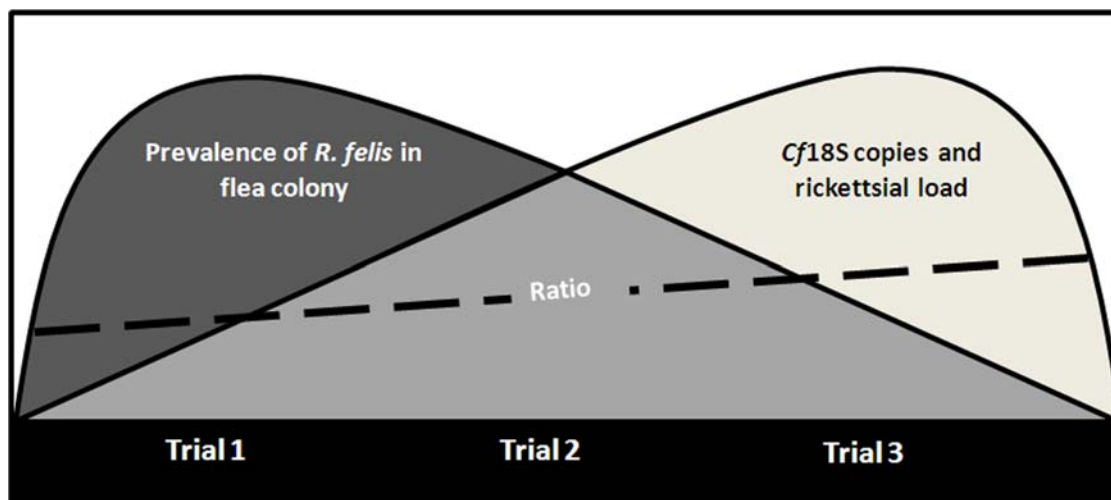 Prevalence of R. felis in
flea colony
Cf18S copies and
rickettsial load
Ratio
Trial 1
Trial 2
Trial 3